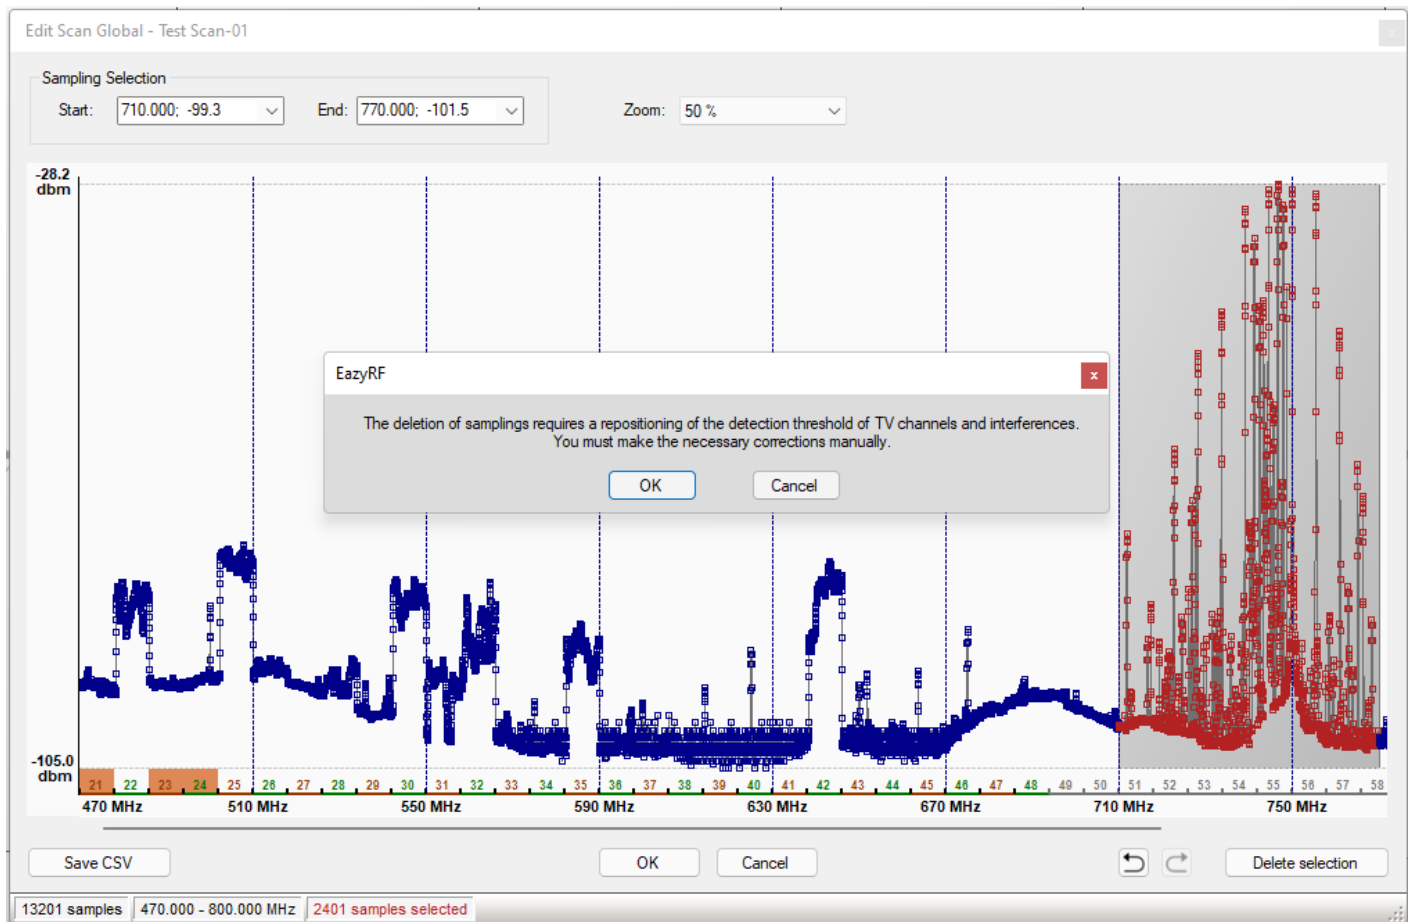 Edit Scan Global - Test Scan-01
x
Sampling Selection
Start: 710.000; -99.3 End: 770.000; -101.5 Zoom: 50 %
-28.2
dbm
EazyRF
x
The deletion of samplings requires a repositioning of the detection threshold of TV channels and interferences.
You must make the necessary corrections manually.
OK Cancel
-105.0
dbm
21 22 23 24 25 26 27 28 29 30 31 32 33 34 35 36 37 38 39 40 41 42 43 44 45 46 47 48 49 50 51 52 53 54 55 56 57 58
470 MHz 510 MHz 550 MHz 590 MHz 630 MHz 670 MHz 710 MHz 750 MHz
Save CSV OK Cancel Delete selection
13201 samples 470.000 - 800.000 MHz 2401 samples selected